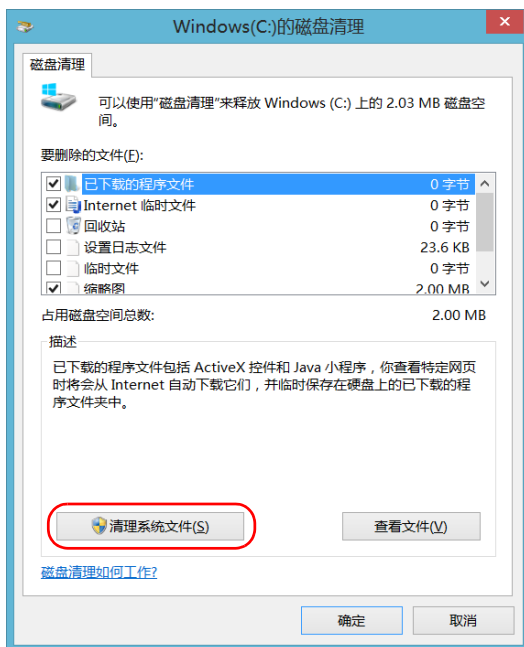 Windows(C:)的磁盘清理
磁盘清理
可以使用"磁盘清理"来释放 Windows (C:) 上的 2.03 MB 磁盘空
间。
要删除的文件(F):
已下载的程序文件 0 字节
Internet 临时文件 0 字节
回收站 0 字节
设置日志文件 23.6 KB
临时文件 0 字节
缩略图 2.00 MB
占用磁盘空间总数: 2.00 MB
描述
已下载的程序文件包括 ActiveX 控件和 Java 小程序，你查看特定网页
时将会从 Internet 自动下载它们，并临时保存在硬盘上的已下载的程
序文件夹中。
清理系统文件(S) 查看文件(V)
磁盘清理如何工作?
确定 取消